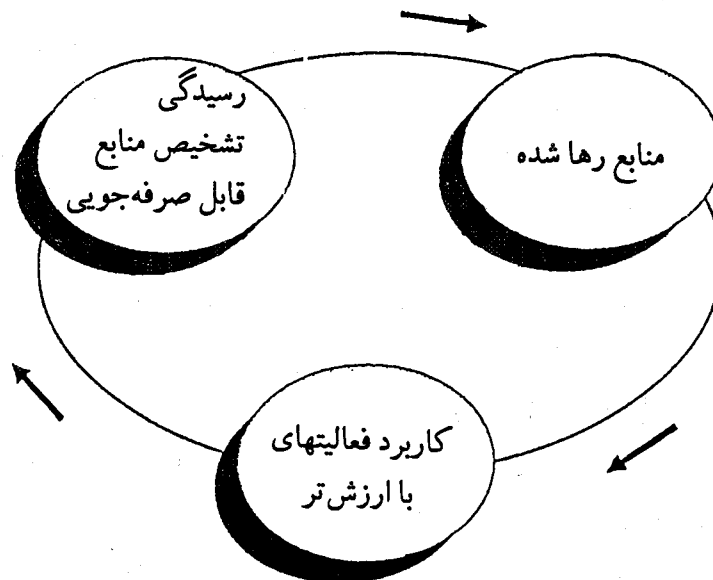 رسیدگی
تشخیص منابع
قابل صرفه‌جویی
منابع رها شده
کاربرد فعالیتهای
با ارزش‌تر